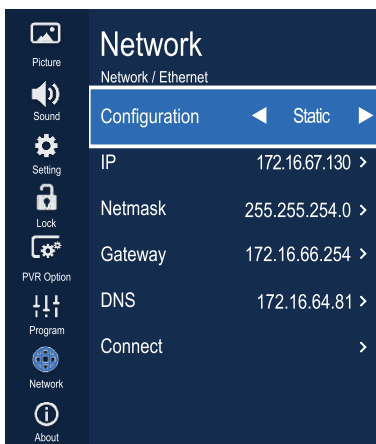 Picture
Sound
Setting
Lock
PVR Option
Program
Network
About
Network
Network / Ethernet
Configuration Static
IP 172.16.67.130
Netmask 255.255.254.0
Gateway 172.16.66.254
DNS 172.16.64.81
Connect